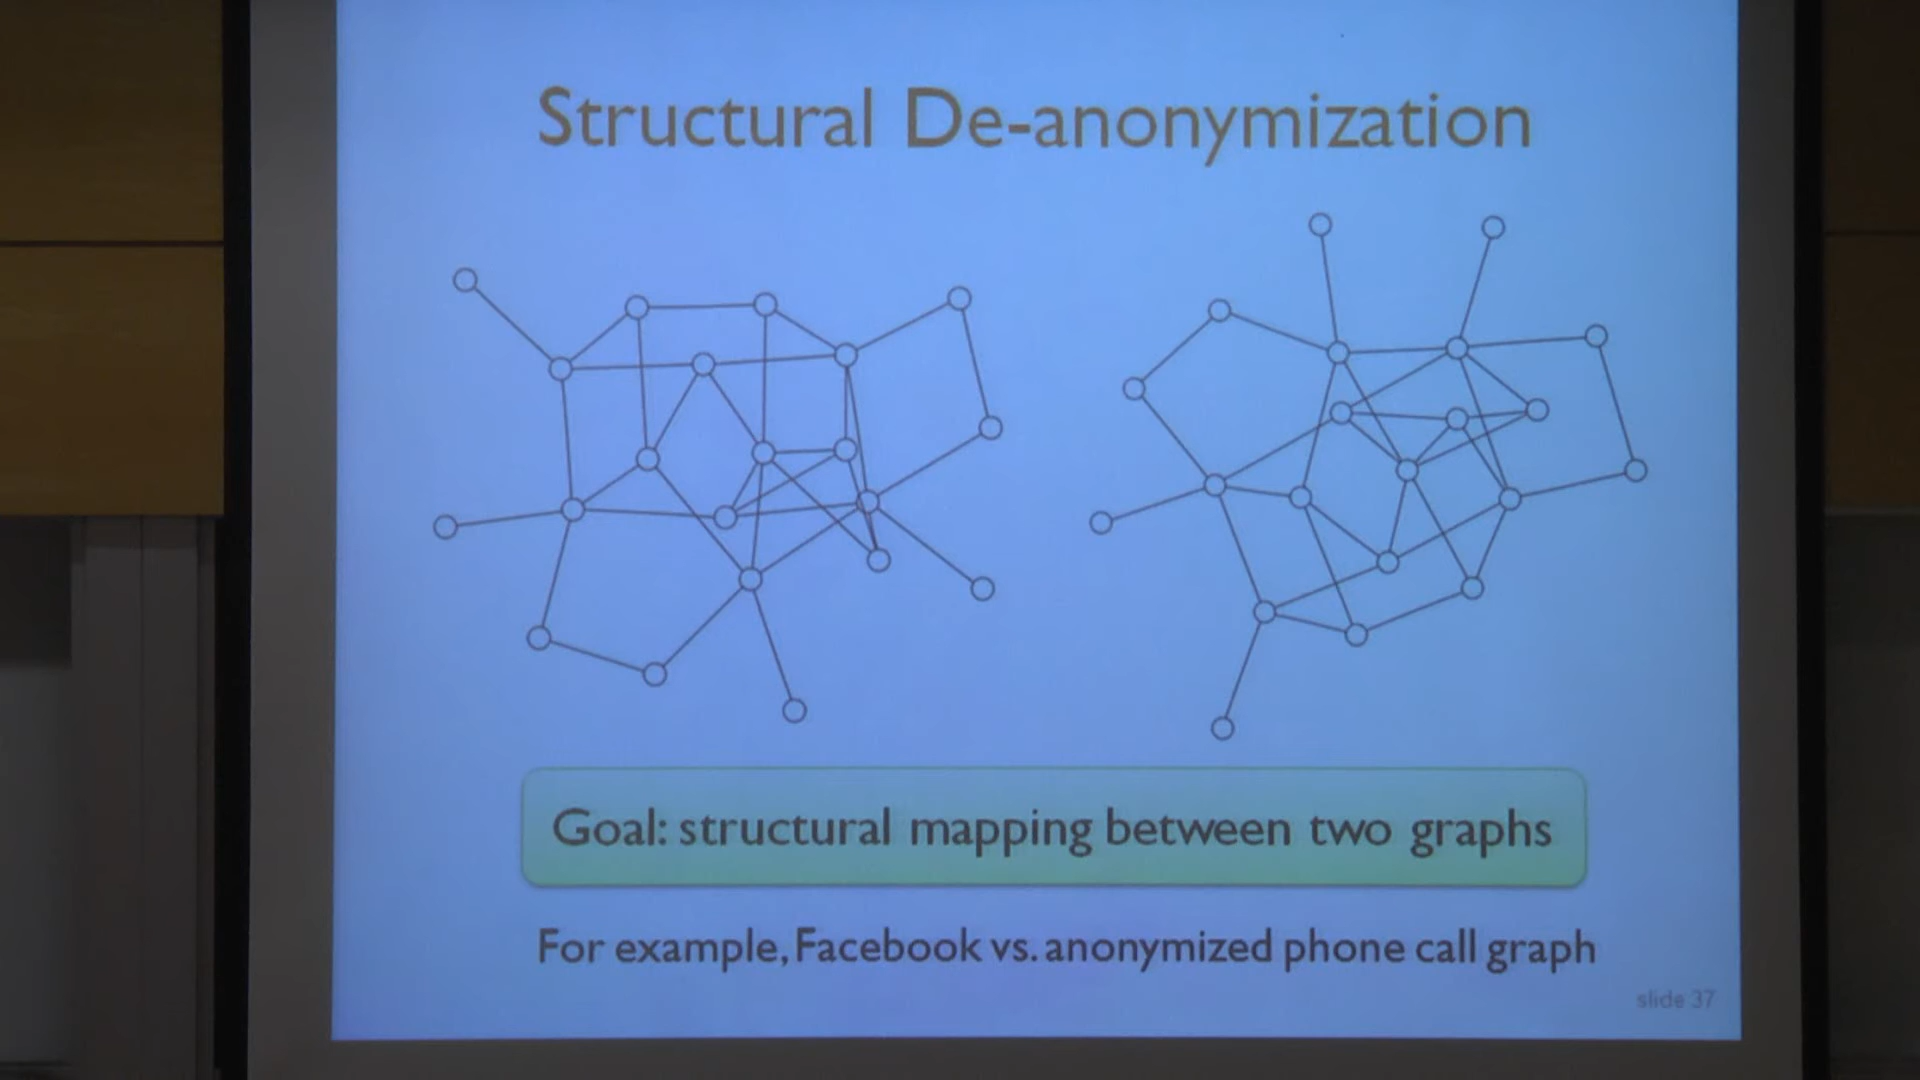 Structural De-anonymization
Goal: structural mapping between two graphs
For example, Facebook vs. anonymized phone call graph
slide 37